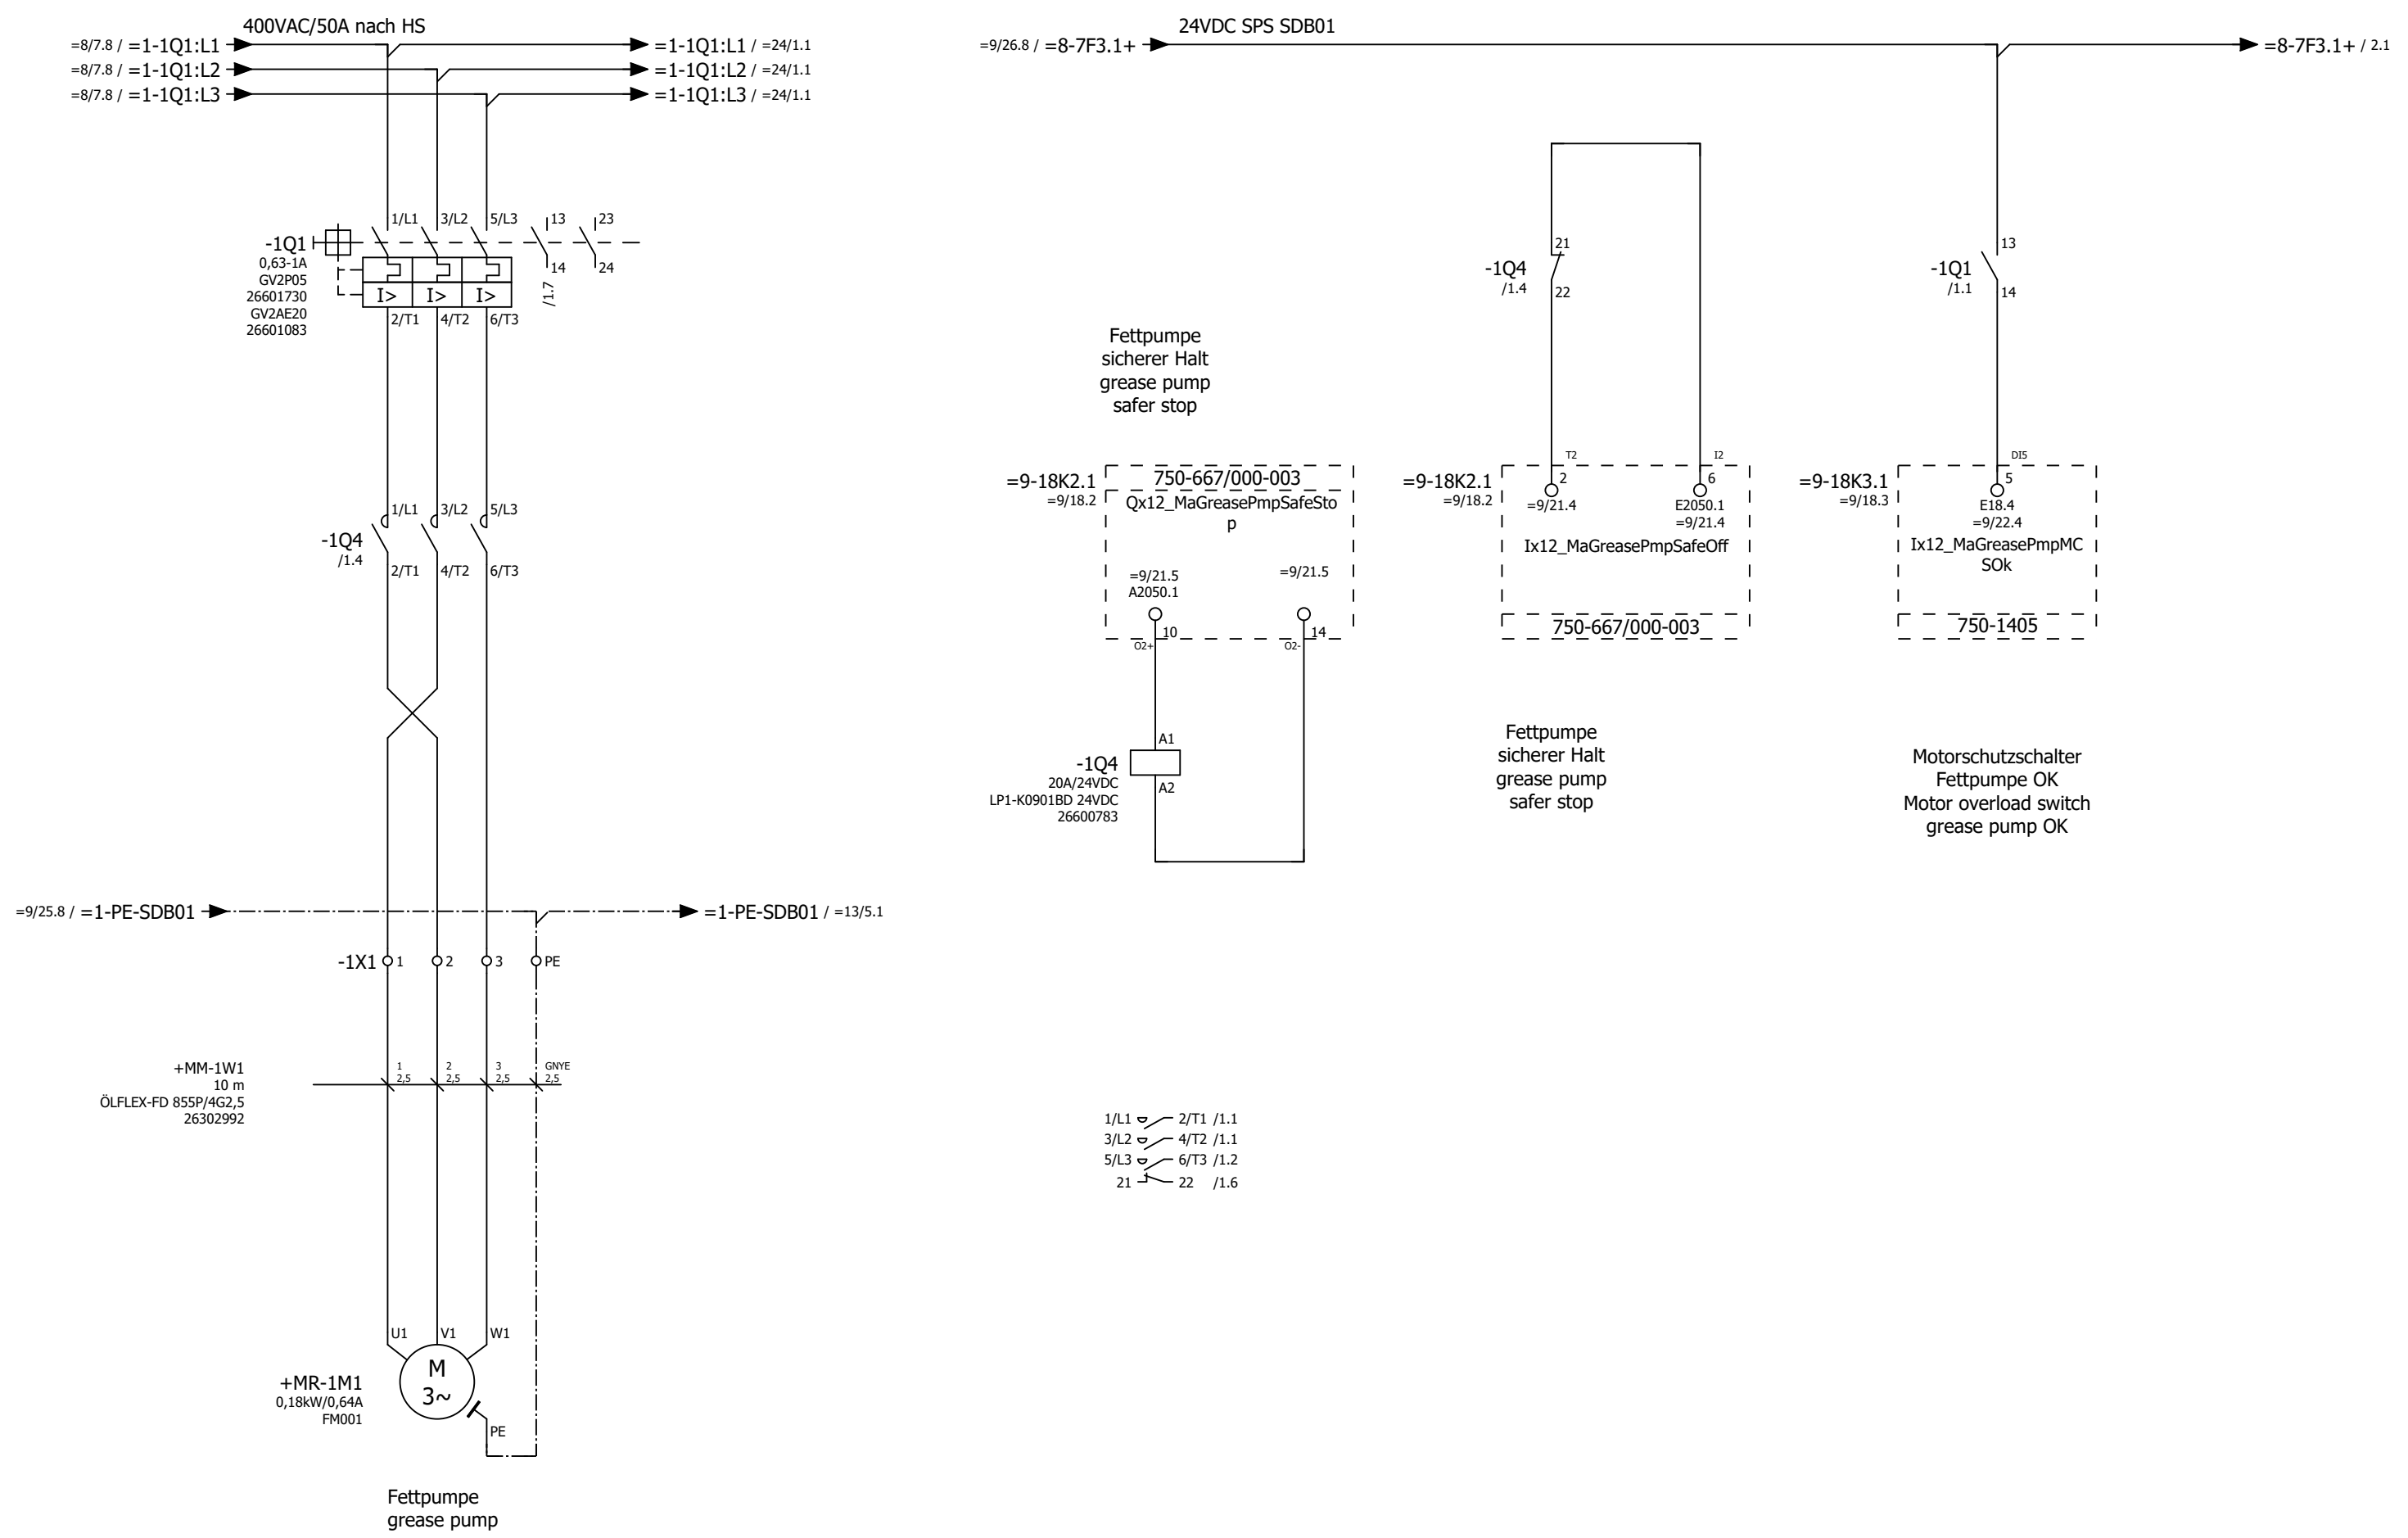 400VAC/50A nach HS
=8/7.8 / =1-1Q1:L1
=1-1Q1:L1 / =24/1.1
=8/7.8 / =1-1Q1:L2
=1-1Q1:L2 / =24/1.1
=8/7.8 / =1-1Q1:L3
=1-1Q1:L3 / =24/1.1
24VDC SPS SDB01
=9/26.8 / =8-7F3.1+
=8-7F3.1+ / 2.1
-1Q1
0,63-1A
GV2P05
26601730
GV2AE20
26601083
1/L1 3/L2 5/L3 13 23
14 24
/1.7
I> I> I>
2/T1 4/T2 6/T3
-1Q4
/1.4
1/L1 3/L2 5/L3
2/T1 4/T2 6/T3
=9/25.8 / =1-PE-SDB01
=1-PE-SDB01 / =13/5.1
-1X1 1 2 3 PE
+MM-1W1
10 m
ÖLFLEX-FD 855P/4G2,5
26302992
1 2 3 GNYE
2,5 2,5 2,5 2,5
U1 V1 W1
M
3~
+MR-1M1
0,18kW/0,64A
FM001
PE
Fettpumpe
grease pump
Fettpumpe
sicherer Halt
grease pump
safer stop
=9-18K2.1
=9/18.2
750-667/000-003
Qx12_MaGreasePmpSafeSto
p
=9/21.5
A2050.1
=9/21.5
10 14
O2+ O2-
-1Q4
20A/24VDC
LP1-K0901BD 24VDC
26600783
A1
A2
1/L1 2/T1 /1.1
3/L2 4/T2 /1.1
5/L3 6/T3 /1.2
21 22 /1.6
-1Q4
/1.4
21
22
=9-18K2.1
=9/18.2
T2 I2
2 6
=9/21.4
E2050.1
=9/21.4
Ix12_MaGreasePmpSafeOff
750-667/000-003
Fettpumpe
sicherer Halt
grease pump
safer stop
-1Q1
/1.1
13
14
=9-18K3.1
=9/18.3
DI5
5
E18.4
=9/22.4
Ix12_MaGreasePmpMC
SOk
750-1405
Motorschutzschalter
Fettpumpe OK
Motor overload switch
grease pump OK